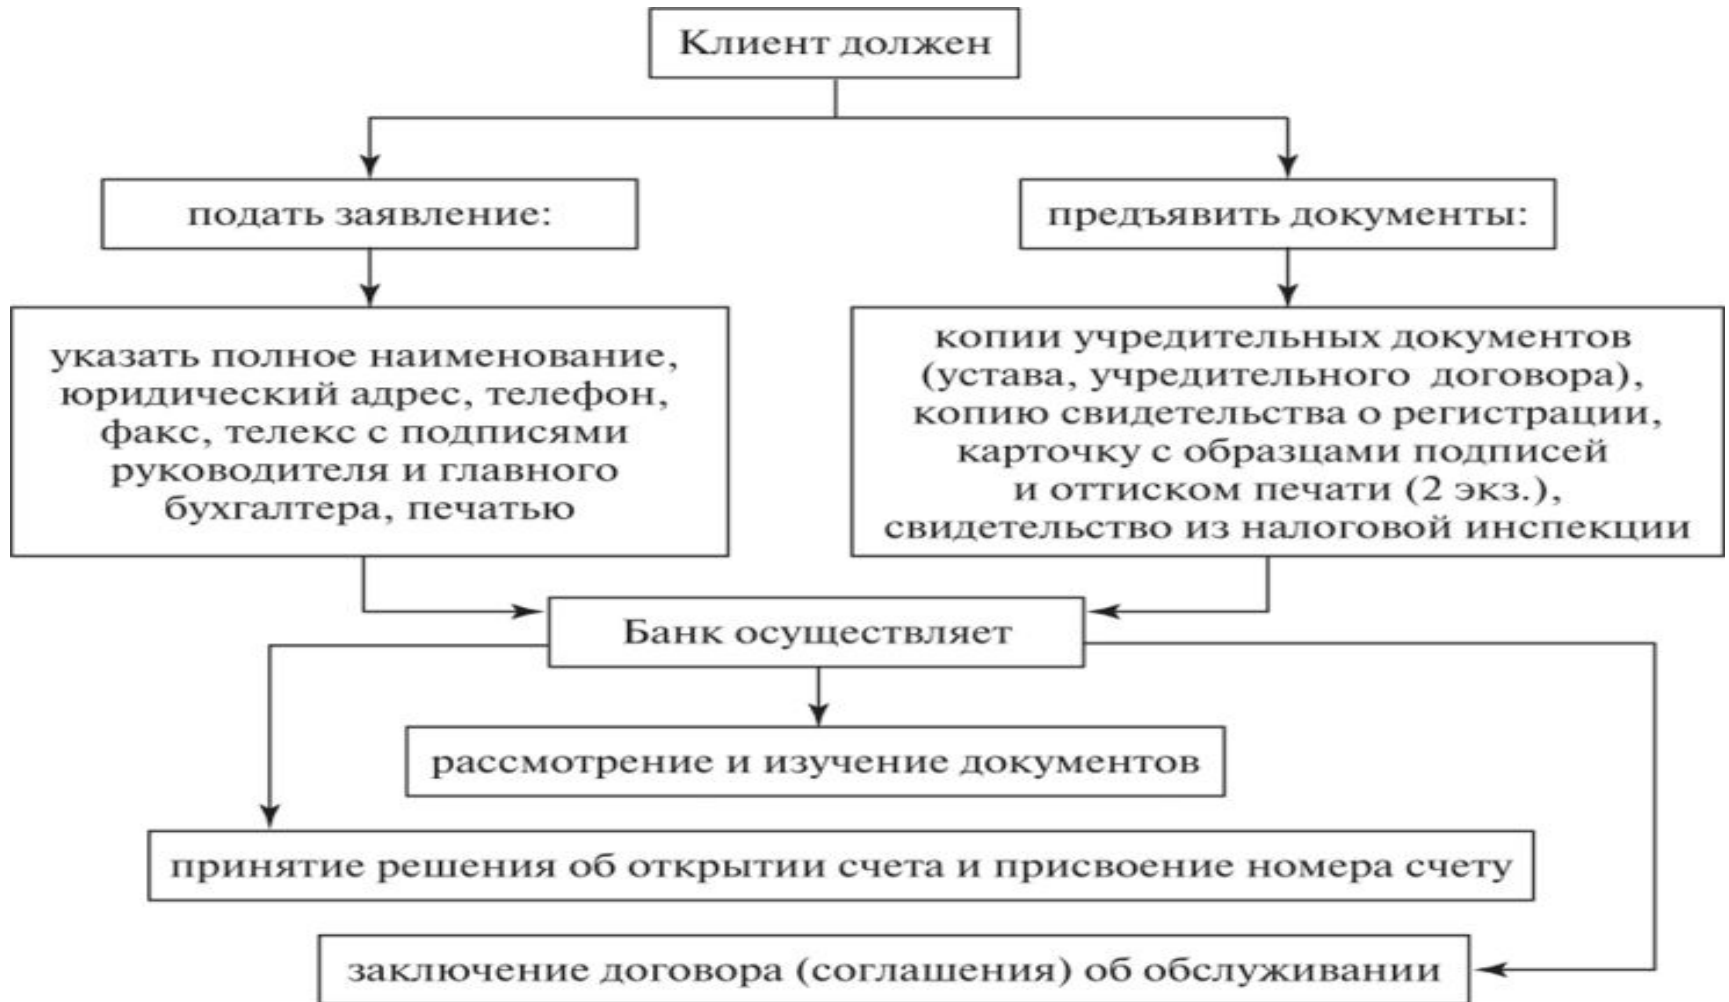 Клиент должен
подать заявление:
предъявить документы:
указать полное наименование,
юридический адрес, телефон,
факс, телекс с подписями
руководителя и главного
бухгалтера, печатью
копии учредительных документов
(устава, учредительного договора),
копию свидетельства о регистрации,
карточку с образцами подписей
и оттиском печати (2 экз.),
свидетельство из налоговой инспекции
Банк осуществляет
рассмотрение и изучение документов
принятие решения об открытии счета и присвоение номера счету
заключение договора (соглашения) об обслуживании